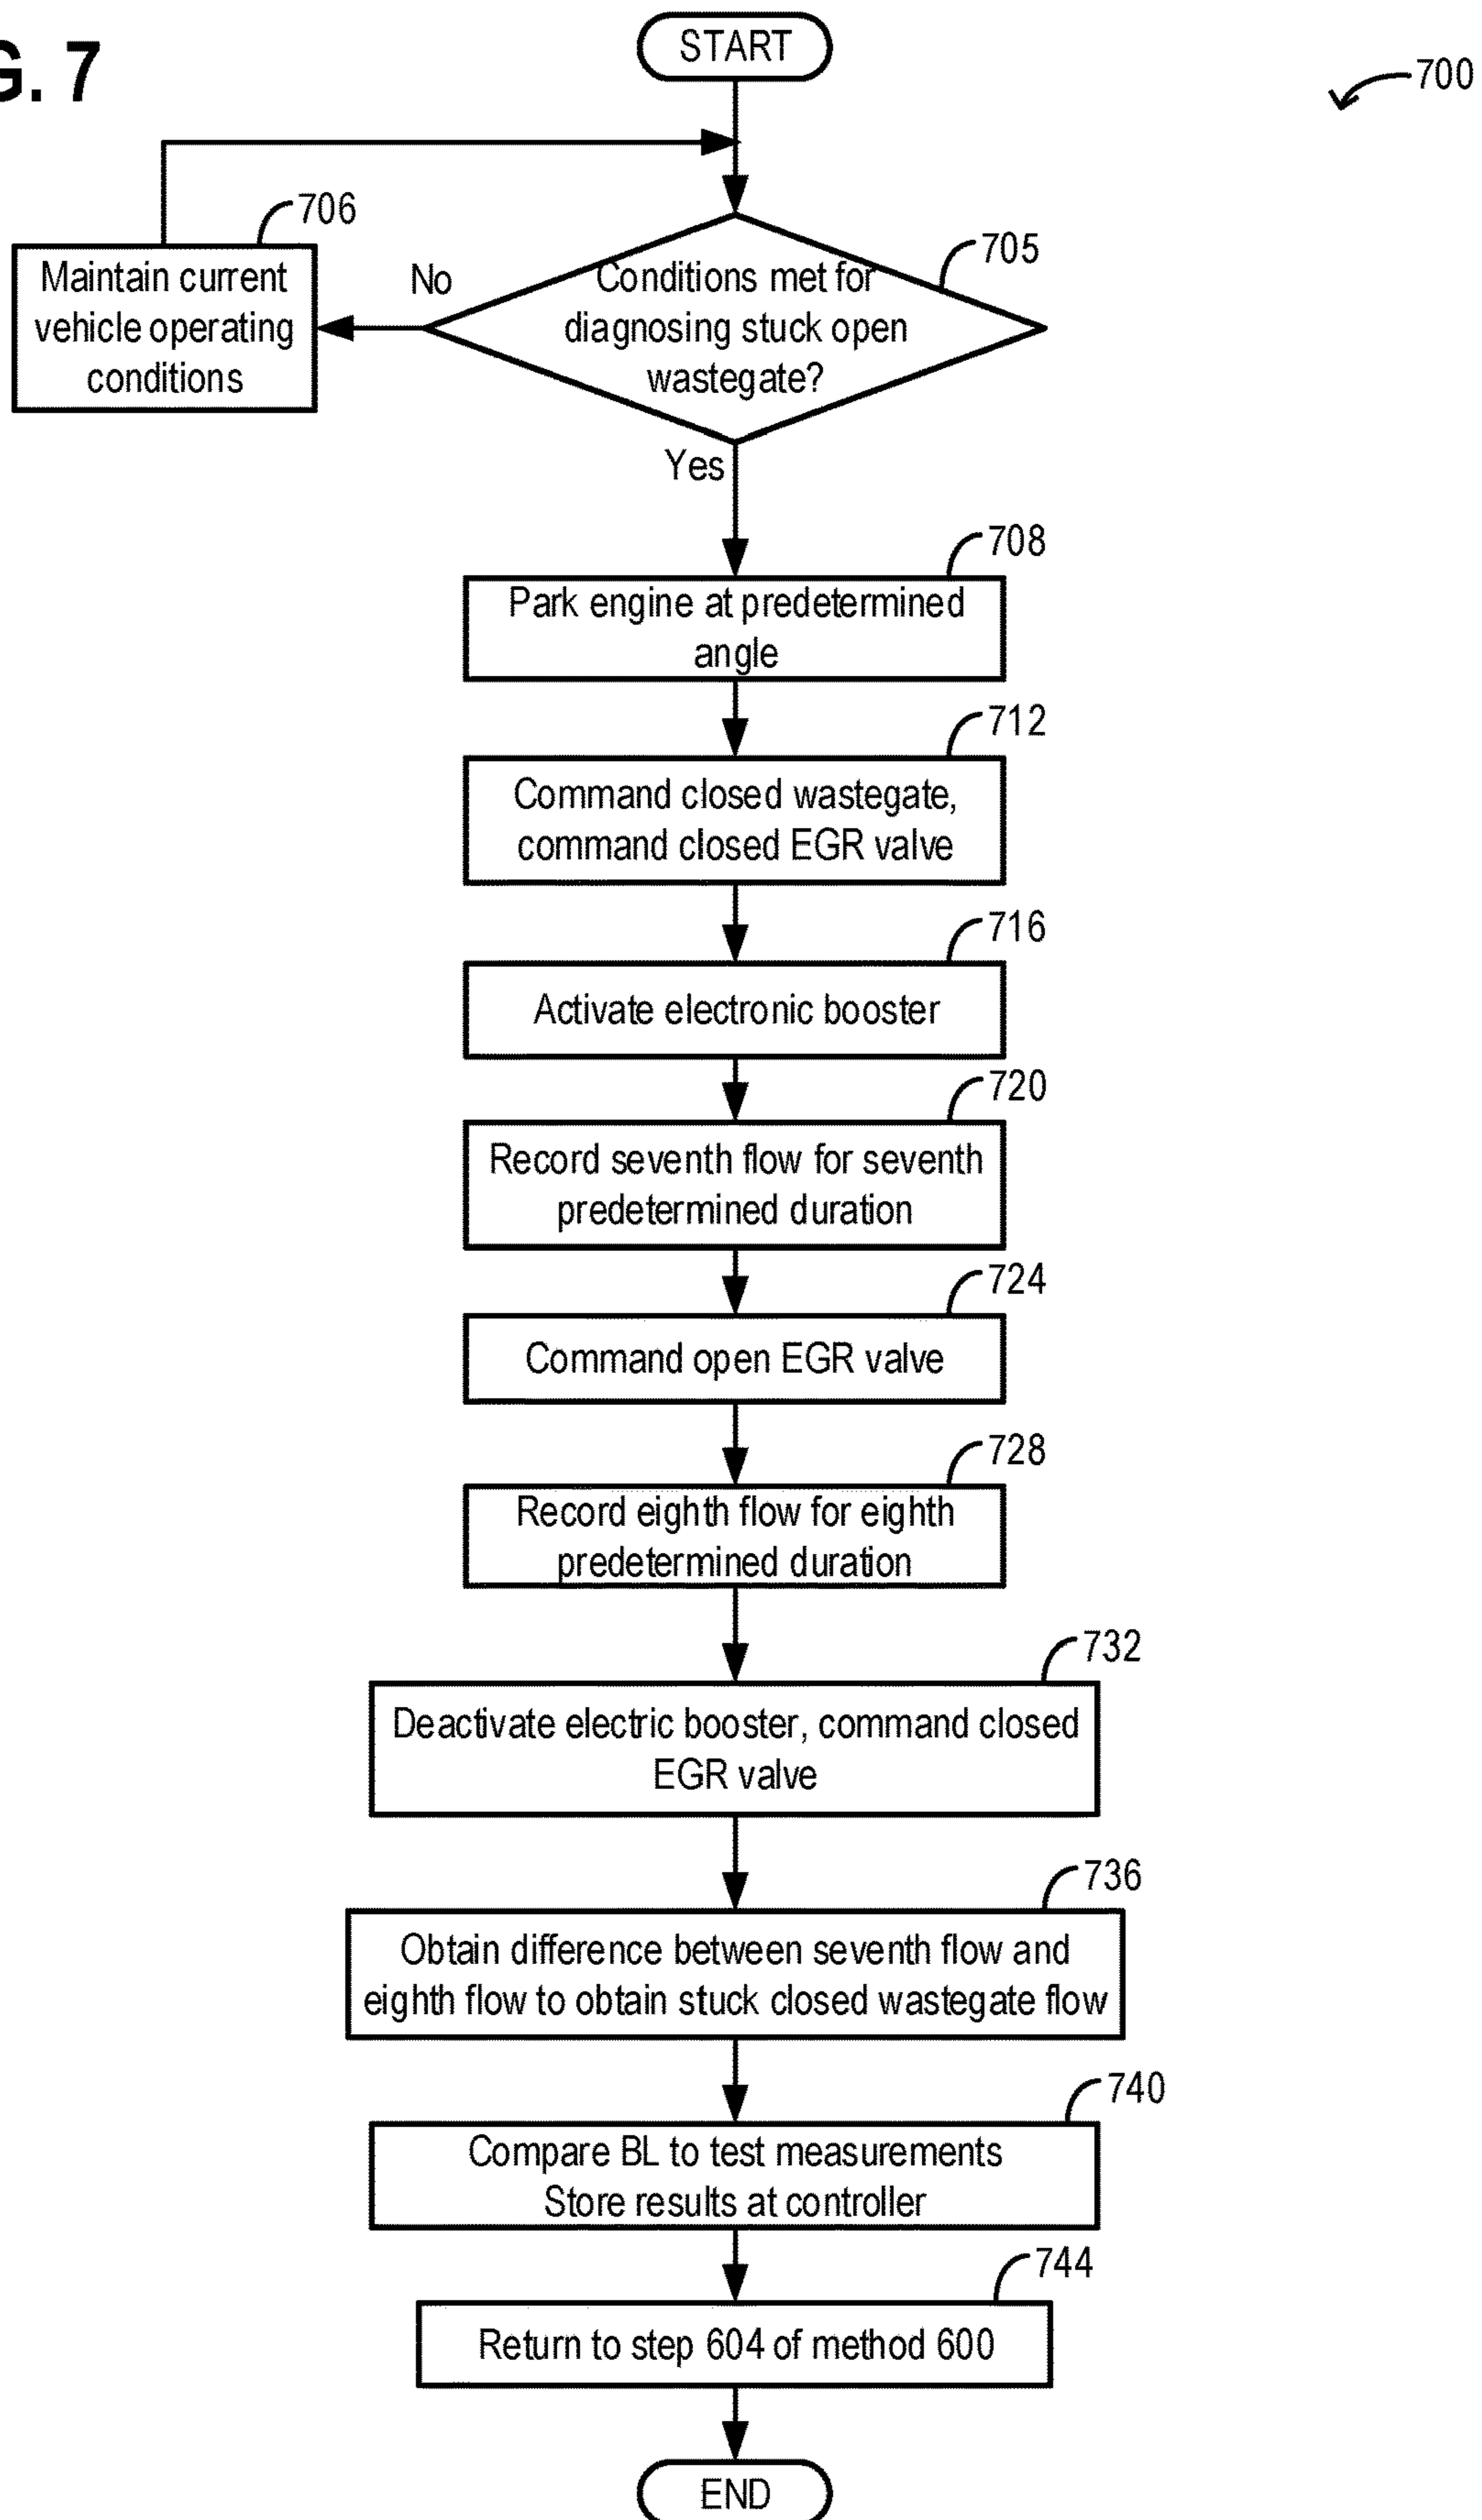 G. 7
START
700
706
Maintain current
vehicle operating
conditions
No
705
Conditions met for
diagnosing stuck open
wastegate?
Yes
708
Park engine at predetermined
angle
712
Command closed wastegate,
command closed EGR valve
716
Activate electronic booster
720
Record seventh flow for seventh
predetermined duration
724
Command open EGR valve
728
Record eighth flow for eighth
predetermined duration
732
Deactivate electric booster, command closed
EGR valve
736
Obtain difference between seventh flow and
eighth flow to obtain stuck closed wastegate flow
740
Compare BL to test measurements
Store results at controller
744
Return to step 604 of method 600
END